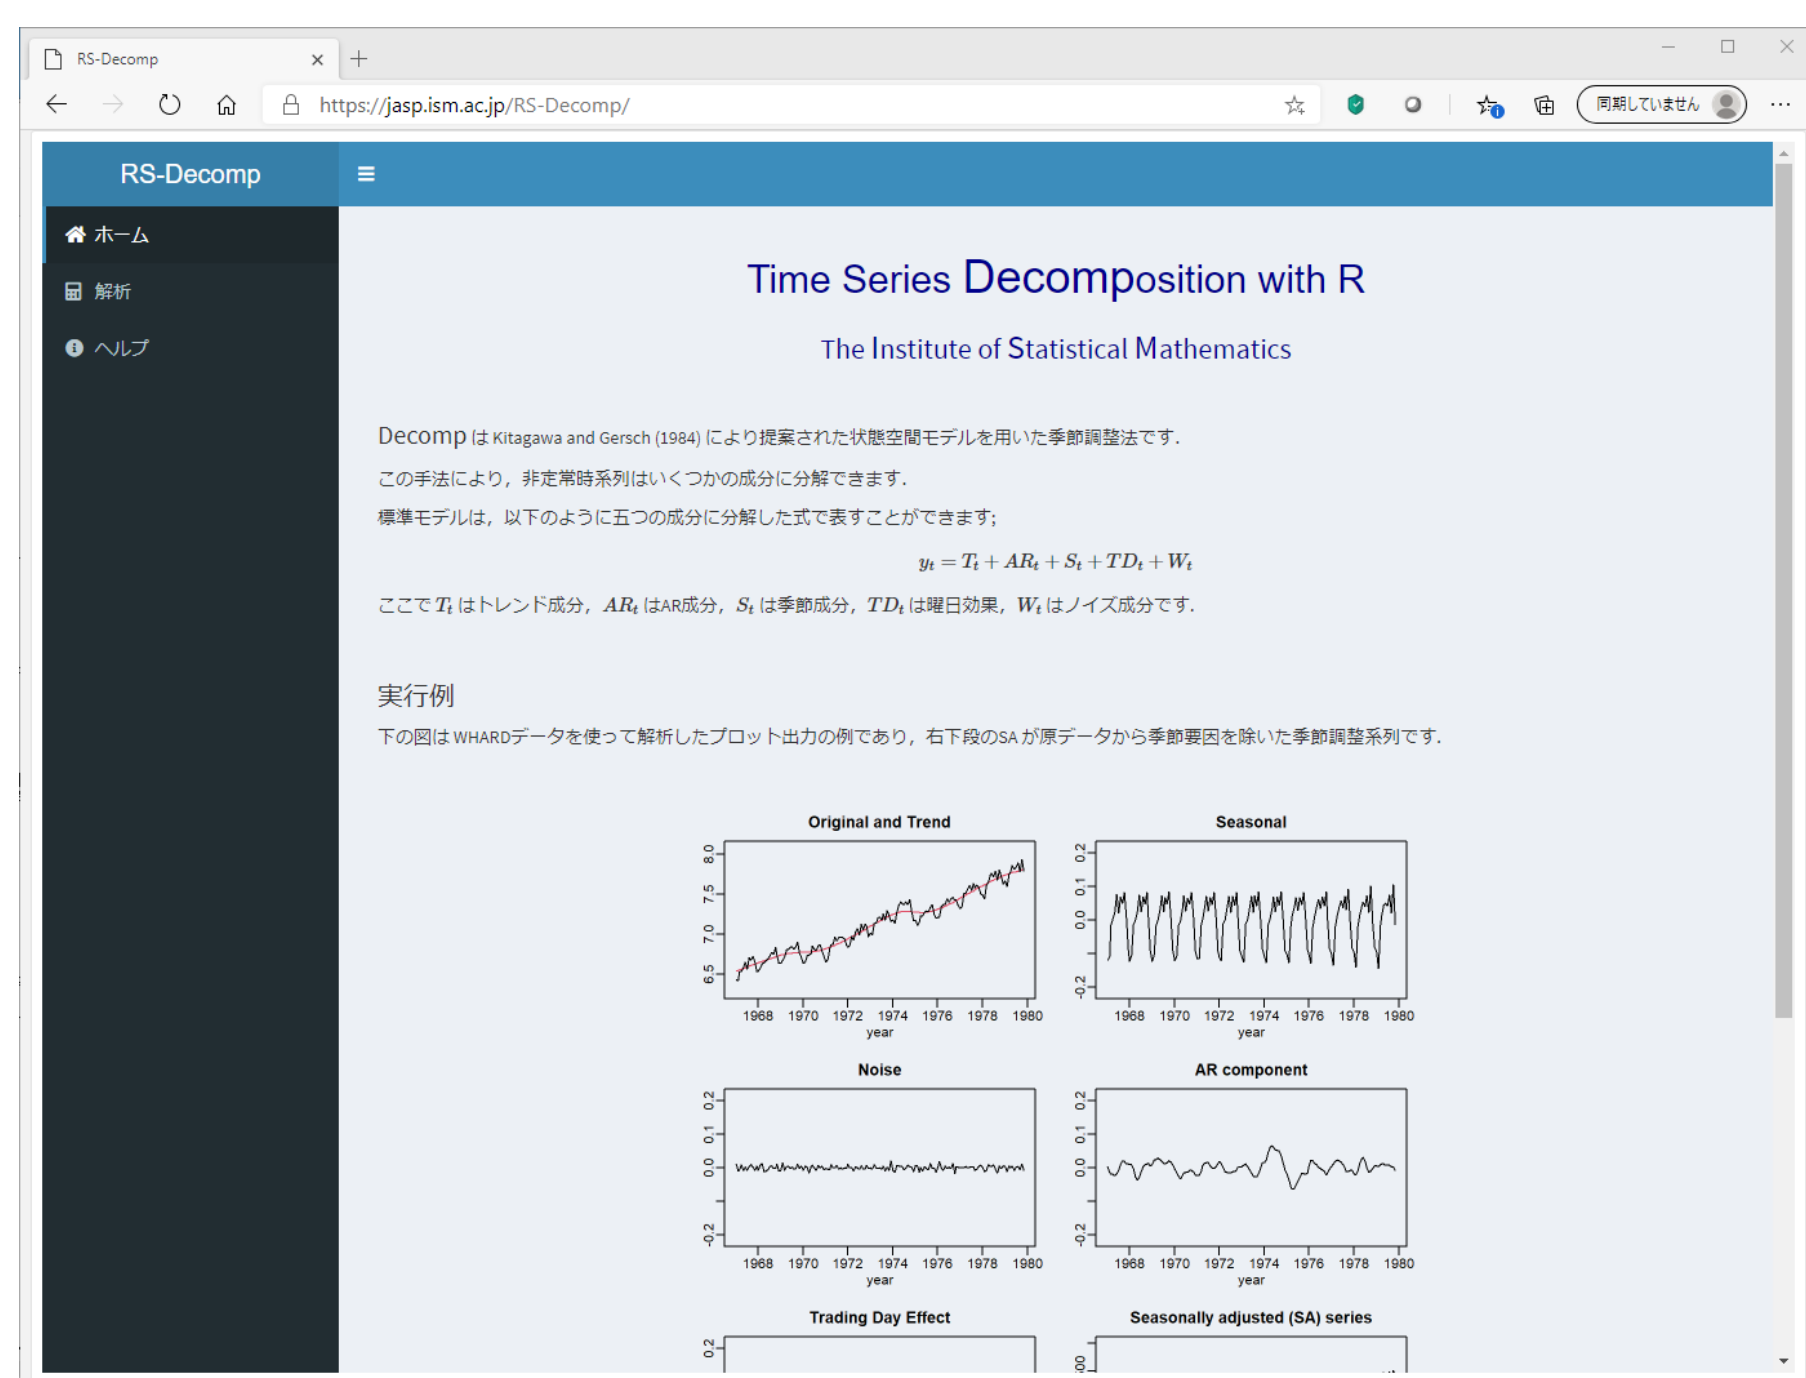 RS-Decomp
https://jasp.ism.ac.jp/RS-Decomp/
同期していません
RS-Decomp
ホーム
解析
ヘルプ
Time Series Decomposition with R
The Institute of Statistical Mathematics
Decomp は Kitagawa and Gersch (1984) により提案された状態空間モデルを用いた季節調整法です.
この手法により，非定常時系列はいくつかの成分に分解できます.
標準モデルは，以下のように五つの成分に分解した式で表すことができます;
y_t = T_t + AR_t + S_t + TD_t + W_t
ここで T_t はトレンド成分， AR_t はAR成分， S_t は季節成分， TD_t は曜日効果， W_t はノイズ成分です.
実行例
下の図は WHARDデータを使って解析したプロット出力の例であり，右下段のSA が原データから季節要因を除いた季節調整系列です.
Original and Trend
8.0
7.5
7.0
6.5
1968 1970 1972 1974 1976 1978 1980
year
Seasonal
0.2
0.1
0.0
-0.2
1968 1970 1972 1974 1976 1978 1980
year
Noise
0.2
0.1
0.0
-0.2
1968 1970 1972 1974 1976 1978 1980
year
AR component
0.2
0.1
0.0
-0.2
1968 1970 1972 1974 1976 1978 1980
year
Trading Day Effect
0.2
Seasonally adjusted (SA) series